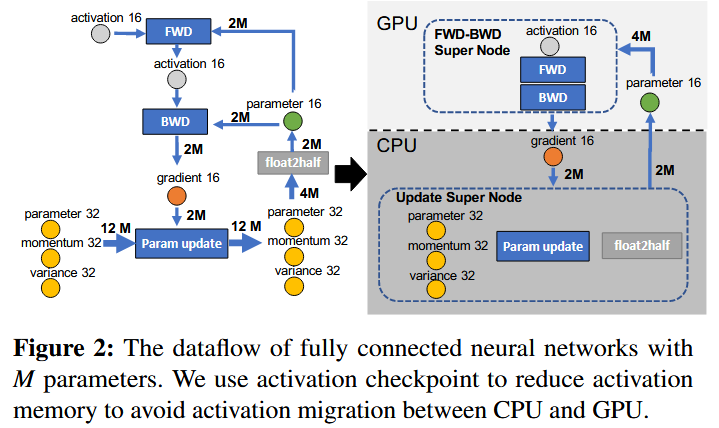 activation 16
FWD
2M
activation 16
parameter 16
2M
BWD
2M
2M
float2half
gradient 16
4M
2M
parameter 32
12 M
12 M
parameter 32
momentum 32
Param update
momentum 32
variance 32
variance 32
GPU
FWD-BWD
Super Node
activation 16
4M
FWD
BWD
parameter 16
CPU
gradient 16
2M
2M
Update Super Node
parameter 32
momentum 32
Param update
float2half
variance 32
Figure 2: The dataflow of fully connected neural networks with
M parameters. We use activation checkpoint to reduce activation
memory to avoid activation migration between CPU and GPU.